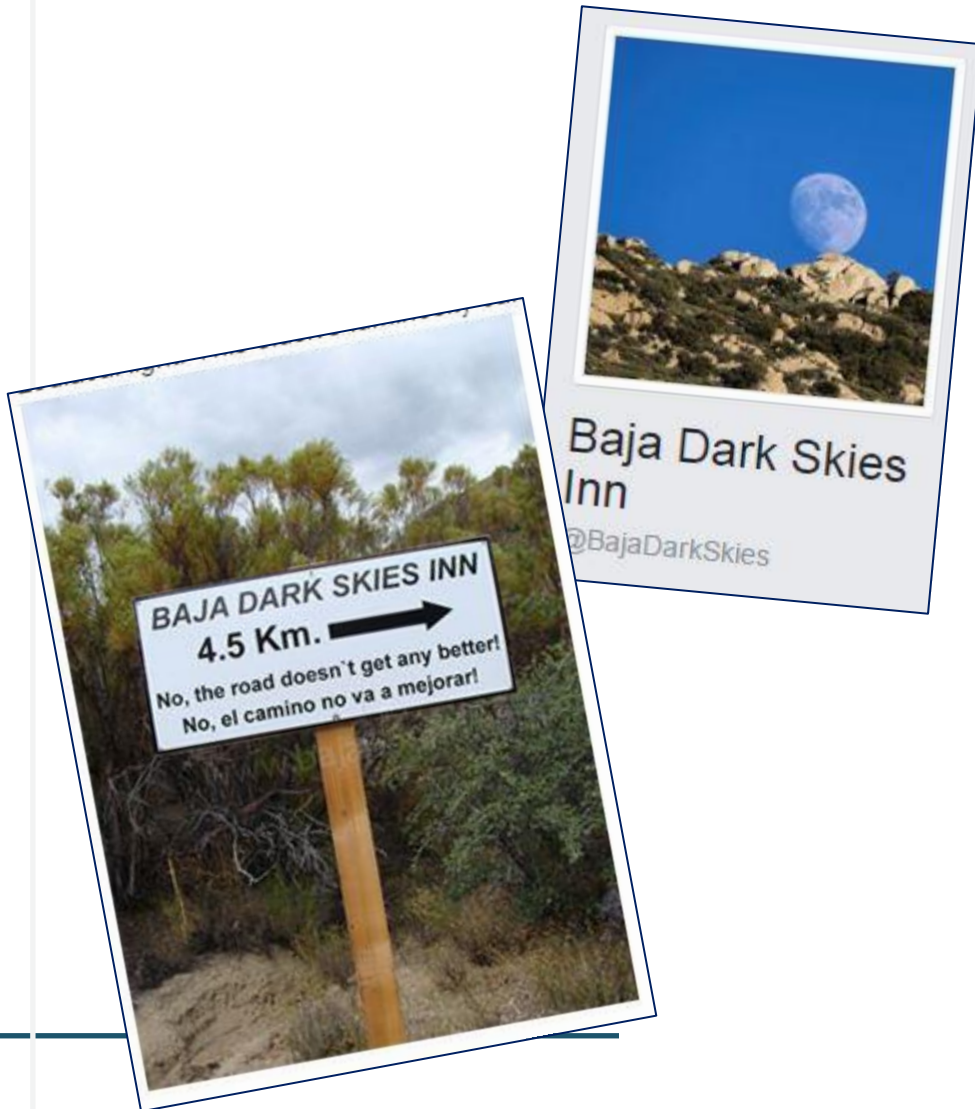 Baja Dark Skies
Inn
@BajaDarkSkies
BAJA DARK SKIES INN
4.5 Km.
No, the road doesn`t get any better!
No, el camino no va a mejorar!